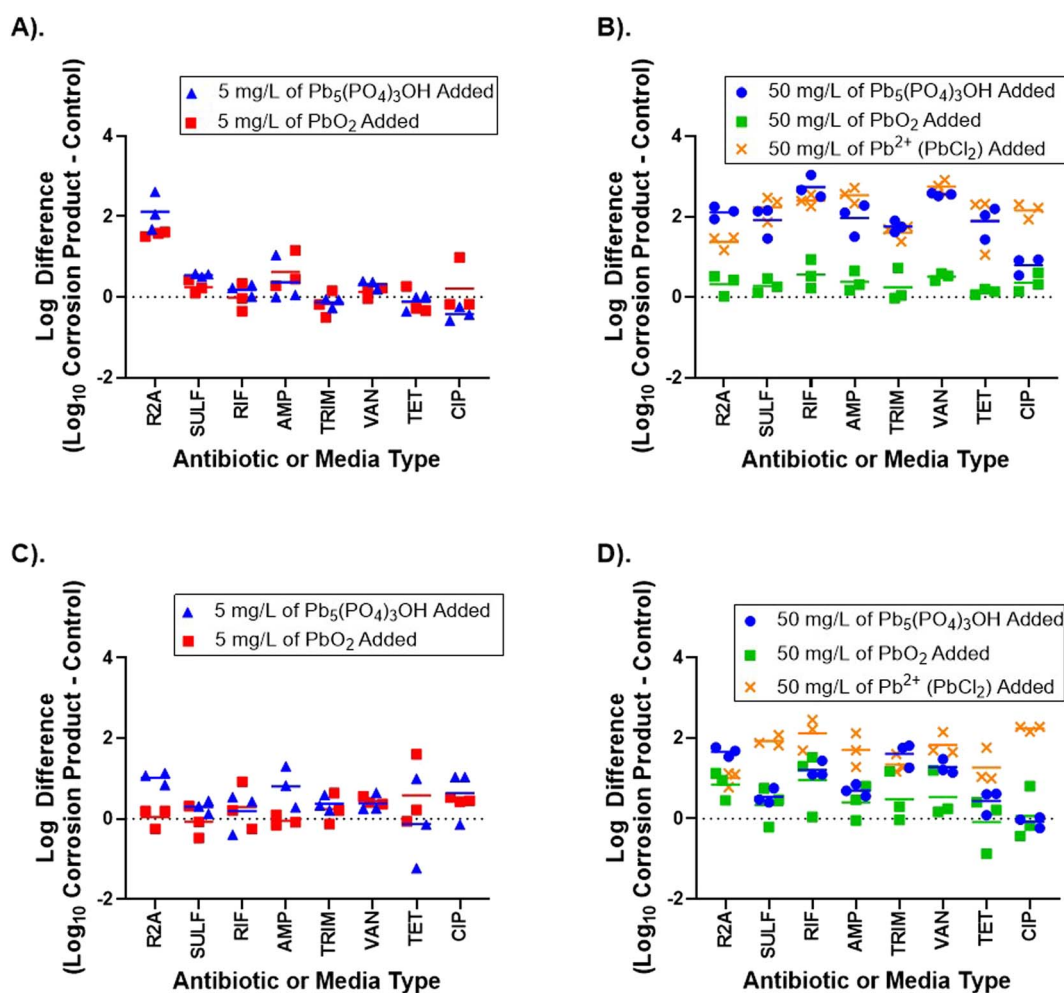 A).
Log Difference
(Log₁₀ Corrosion Product - Control)
5 mg/L of Pb₅(PO₄)₃OH Added
5 mg/L of PbO₂ Added
4
2
0
-2
R2A
SULF
RIF
AMP
TRIM
VAN
TET
CIP
Antibiotic or Media Type
B).
Log Difference
(Log₁₀ Corrosion Product - Control)
50 mg/L of Pb₅(PO₄)₃OH Added
50 mg/L of PbO₂ Added
50 mg/L of Pb²⁺ (PbCl₂) Added
4
2
0
-2
R2A
SULF
RIF
AMP
TRIM
VAN
TET
CIP
Antibiotic or Media Type
C).
Log Difference
(Log₁₀ Corrosion Product - Control)
5 mg/L of Pb₅(PO₄)₃OH Added
5 mg/L of PbO₂ Added
4
2
0
-2
R2A
SULF
RIF
AMP
TRIM
VAN
TET
CIP
Antibiotic or Media Type
D).
Log Difference
(Log₁₀ Corrosion Product - Control)
50 mg/L of Pb₅(PO₄)₃OH Added
50 mg/L of PbO₂ Added
50 mg/L of Pb²⁺ (PbCl₂) Added
4
2
0
-2
R2A
SULF
RIF
AMP
TRIM
VAN
TET
CIP
Antibiotic or Media Type